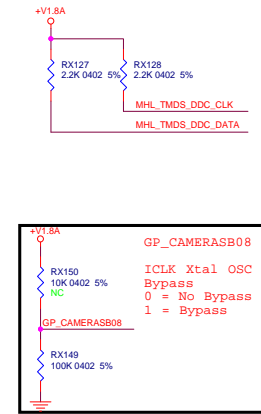 +V1.8A
RX127
2.2K 0402 5%
RX128
2.2K 0402 5%
MHL_TMDS_DDC_CLK
MHL_TMDS_DDC_DATA
+V1.8A
RX150
10K 0402 5%
NC
GP_CAMERASB08
RX149
100K 0402 5%
GP_CAMERASB08
ICLK Xtal OSC
Bypass
0 = No Bypass
1 = Bypass